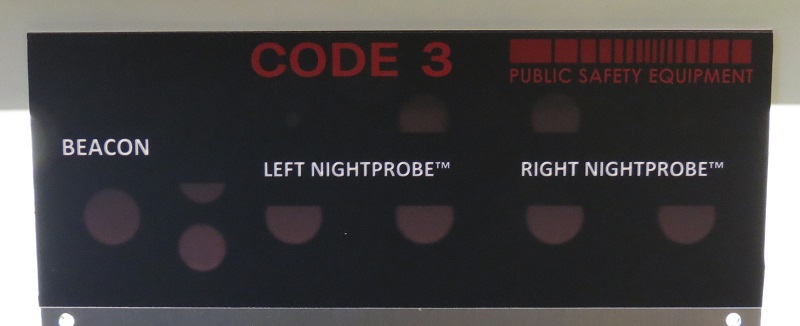 CODE 3
PUBLIC SAFETY EQUIPMENT
BEACON
LEFT NIGHTPROBE™
RIGHT NIGHTPROBE™